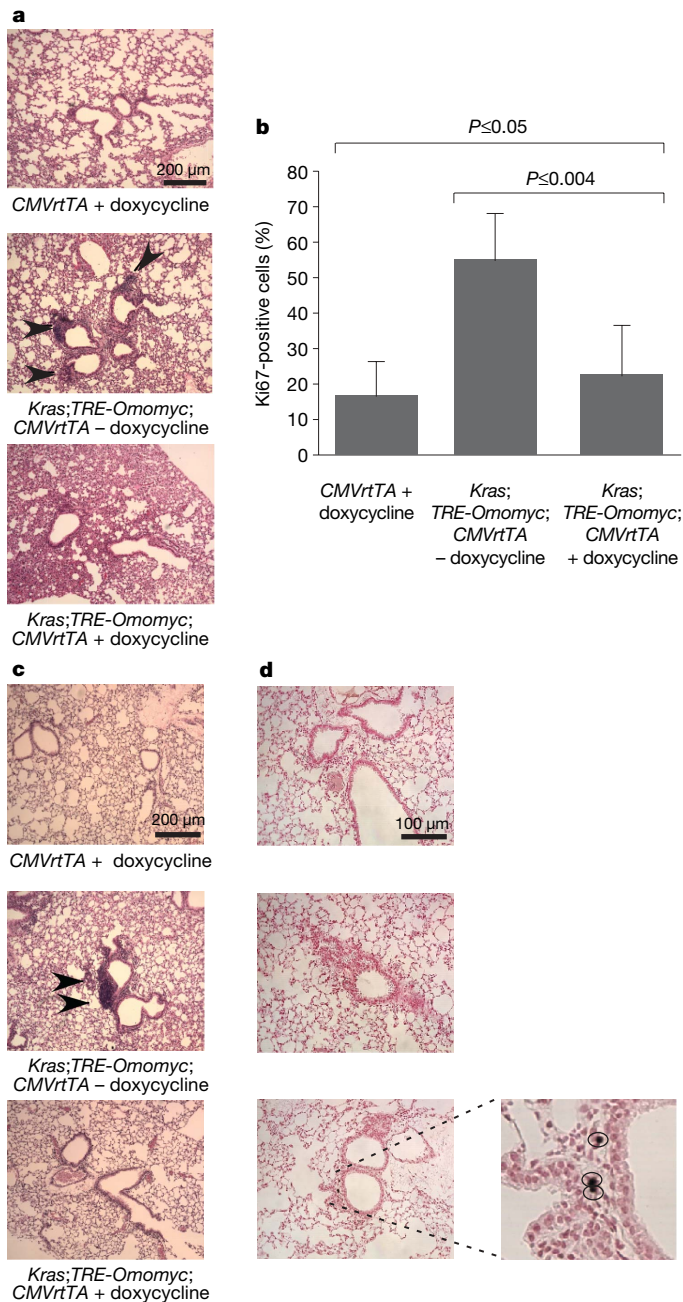 a
200 µm
CMVrtTA + doxycycline
Kras;TRE-Omomyc;
CMVrtTA – doxycycline
Kras;TRE-Omomyc;
CMVrtTA + doxycycline
b
P≤0.05
P≤0.004
Ki67-positive cells (%)
80
70
60
50
40
30
20
10
0
CMVrtTA +
doxycycline
Kras;
TRE-Omomyc;
CMVrtTA
– doxycycline
Kras;
TRE-Omomyc;
CMVrtTA
+ doxycycline
c
200 µm
CMVrtTA + doxycycline
Kras;TRE-Omomyc;
CMVrtTA – doxycycline
Kras;TRE-Omomyc;
CMVrtTA + doxycycline
d
100 µm